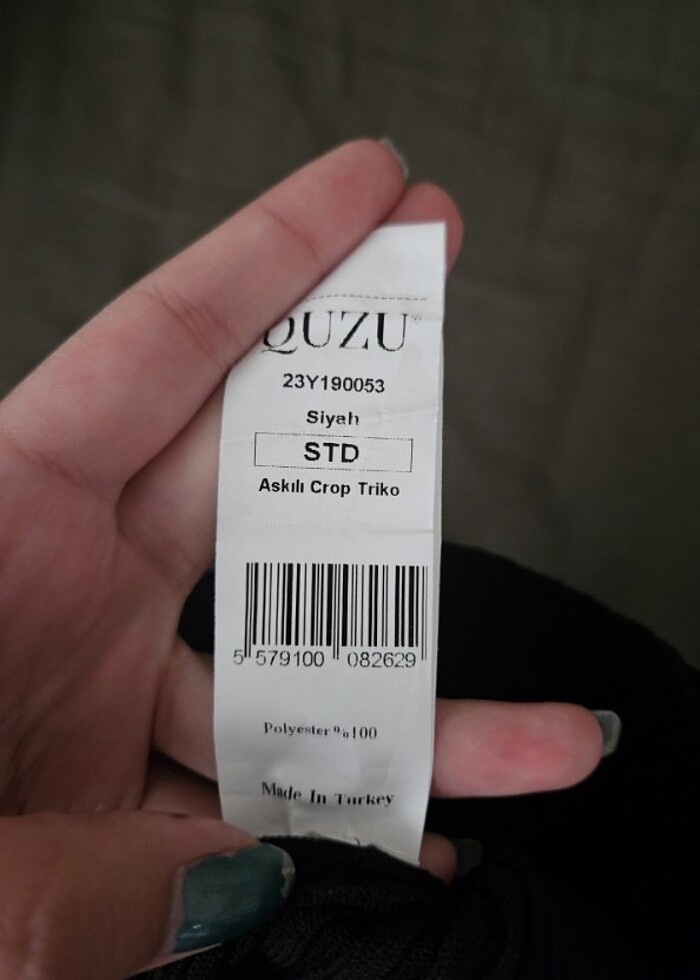 QUZU®
23Y190053
Siyah
STD
Askılı Crop Triko
5 579100 082629
Polyester %100
Made In Turkey